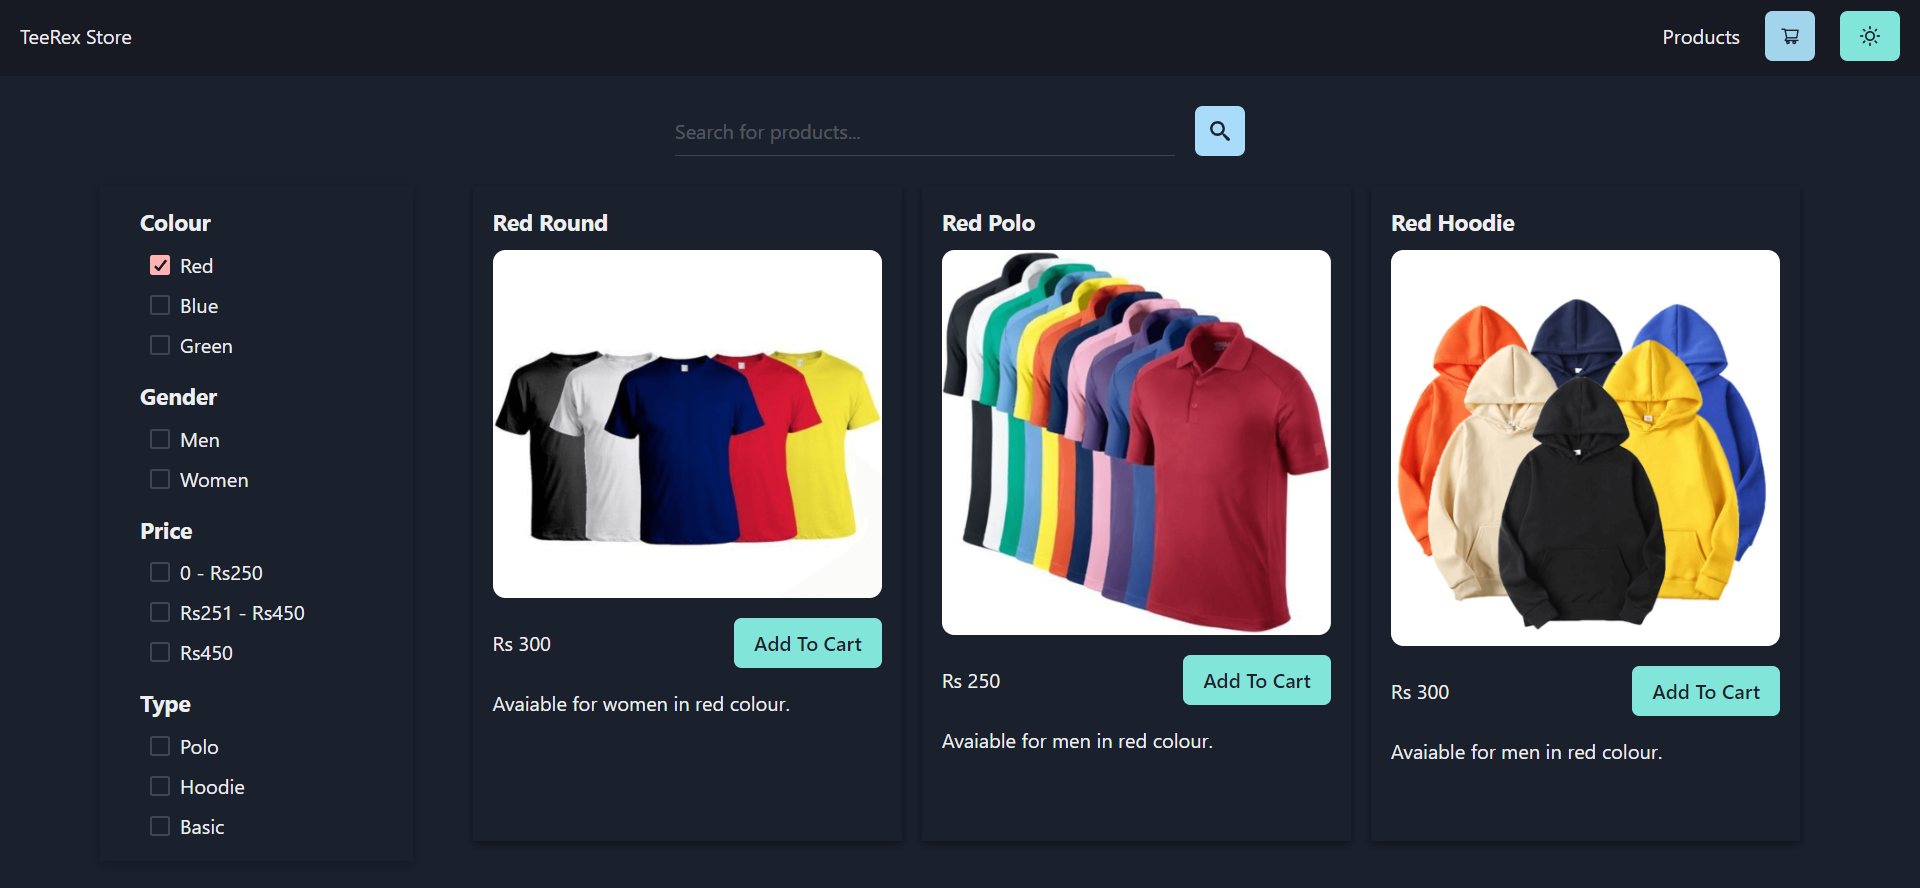 TeeRex Store
Products
Search for products...
Colour
Red
Blue
Green
Gender
Men
Women
Price
0 - Rs250
Rs251 - Rs450
Rs450
Type
Polo
Hoodie
Basic
Red Round
Rs 300
Add To Cart
Avaiable for women in red colour.
Red Polo
Rs 250
Add To Cart
Avaiable for men in red colour.
Red Hoodie
Rs 300
Add To Cart
Avaiable for men in red colour.